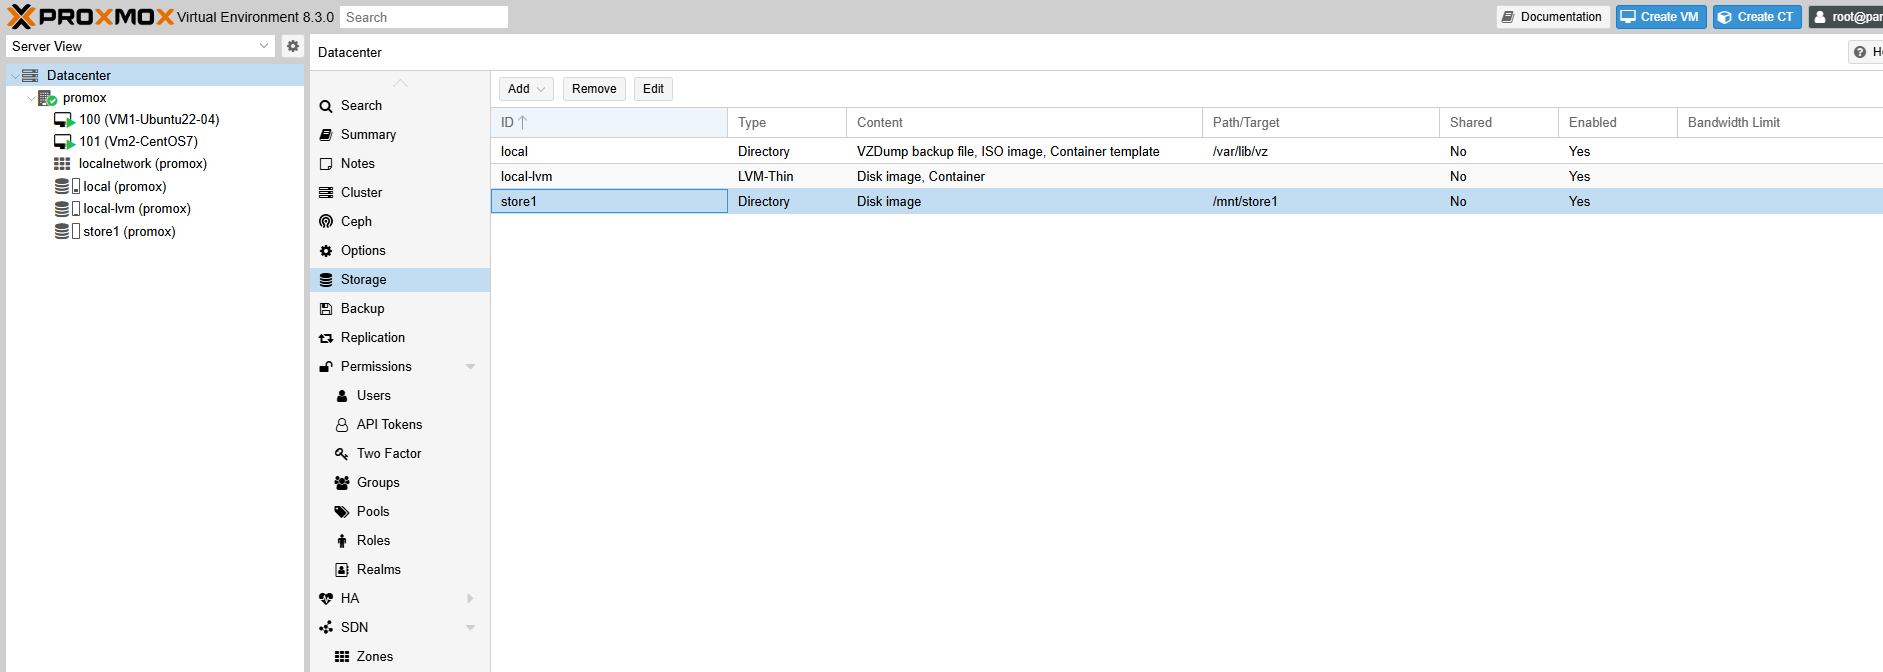 PROXMOX Virtual Environment 8.3.0 Search Documentation Create VM Create CT root@pa
Server View
Datacenter
promox
100 (VM1-Ubuntu22-04)
101 (Vm2-CentOS7)
localnetwork (promox)
local (promox)
local-lvm (promox)
store1 (promox)
Datacenter
Search
Summary
Notes
Cluster
Ceph
Options
Storage
Backup
Replication
Permissions
Users
API Tokens
Two Factor
Groups
Pools
Roles
Realms
HA
SDN
Zones
Add Remove Edit
ID Type Content Path/Target Shared Enabled Bandwidth Limit
local Directory VZDump backup file, ISO image, Container template /var/lib/vz No Yes
local-lvm LVM-Thin Disk image, Container No Yes
store1 Directory Disk image /mnt/store1 No Yes